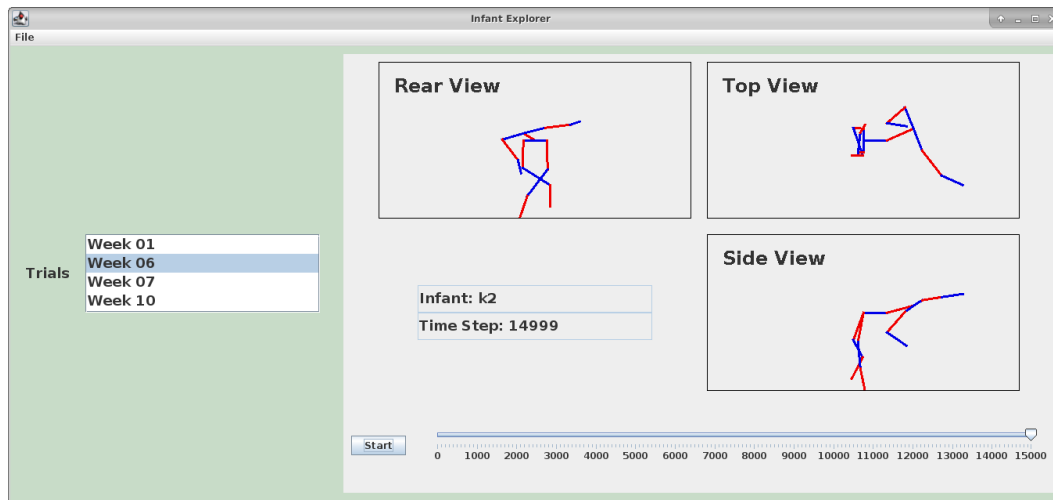 Infant Explorer
File
Rear View
Top View
Trials
Week 01
Week 06
Week 07
Week 10
Side View
Infant: k2
Time Step: 14999
Start
0 1000 2000 3000 4000 5000 6000 7000 8000 9000 10000 11000 12000 13000 14000 15000